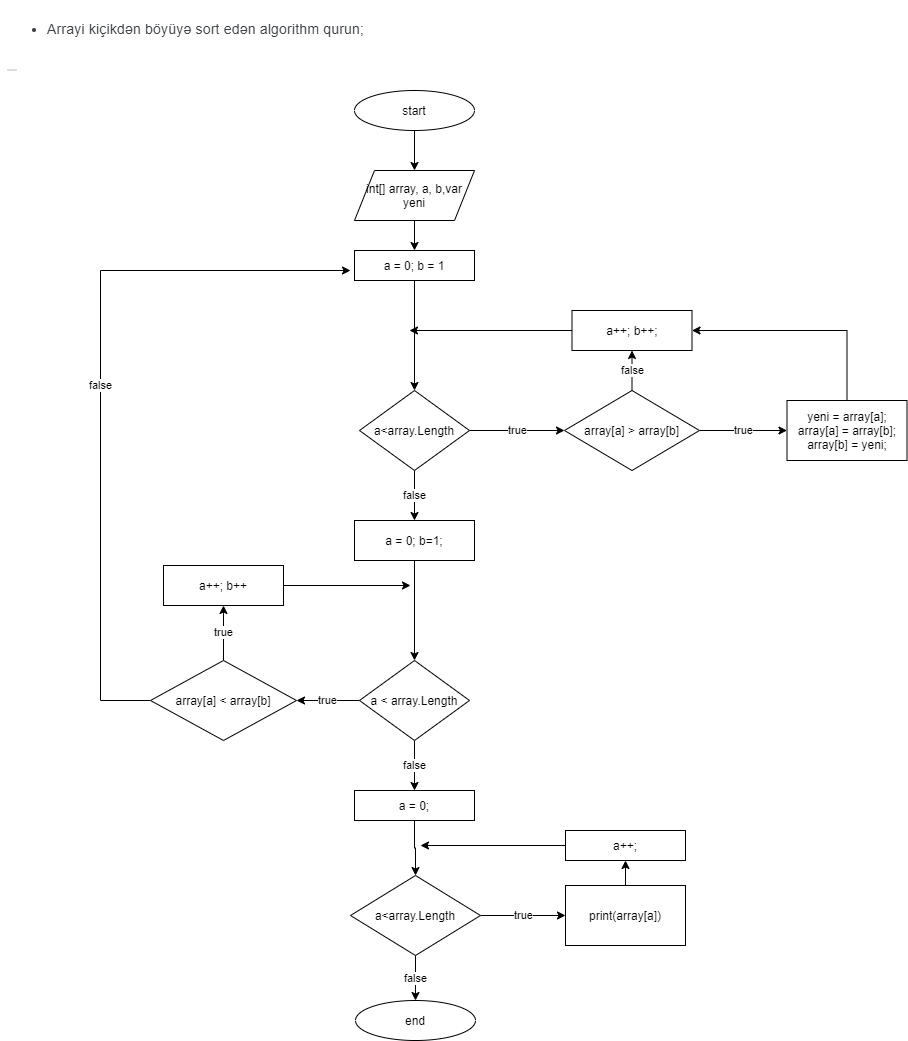 Arrayi kiçikdən böyüyə sort edən algorithm qurun;
start
int[] array, a, b,var
yeni
a = 0; b = 1
a++; b++;
false
false
a<array.Length
true
array[a] > array[b]
true
yeni = array[a];
array[a] = array[b];
array[b] = yeni;
false
a = 0; b=1;
a++; b++
true
array[a] < array[b]
true
a < array.Length
false
a = 0;
a++;
a<array.Length
true
print(array[a])
false
end